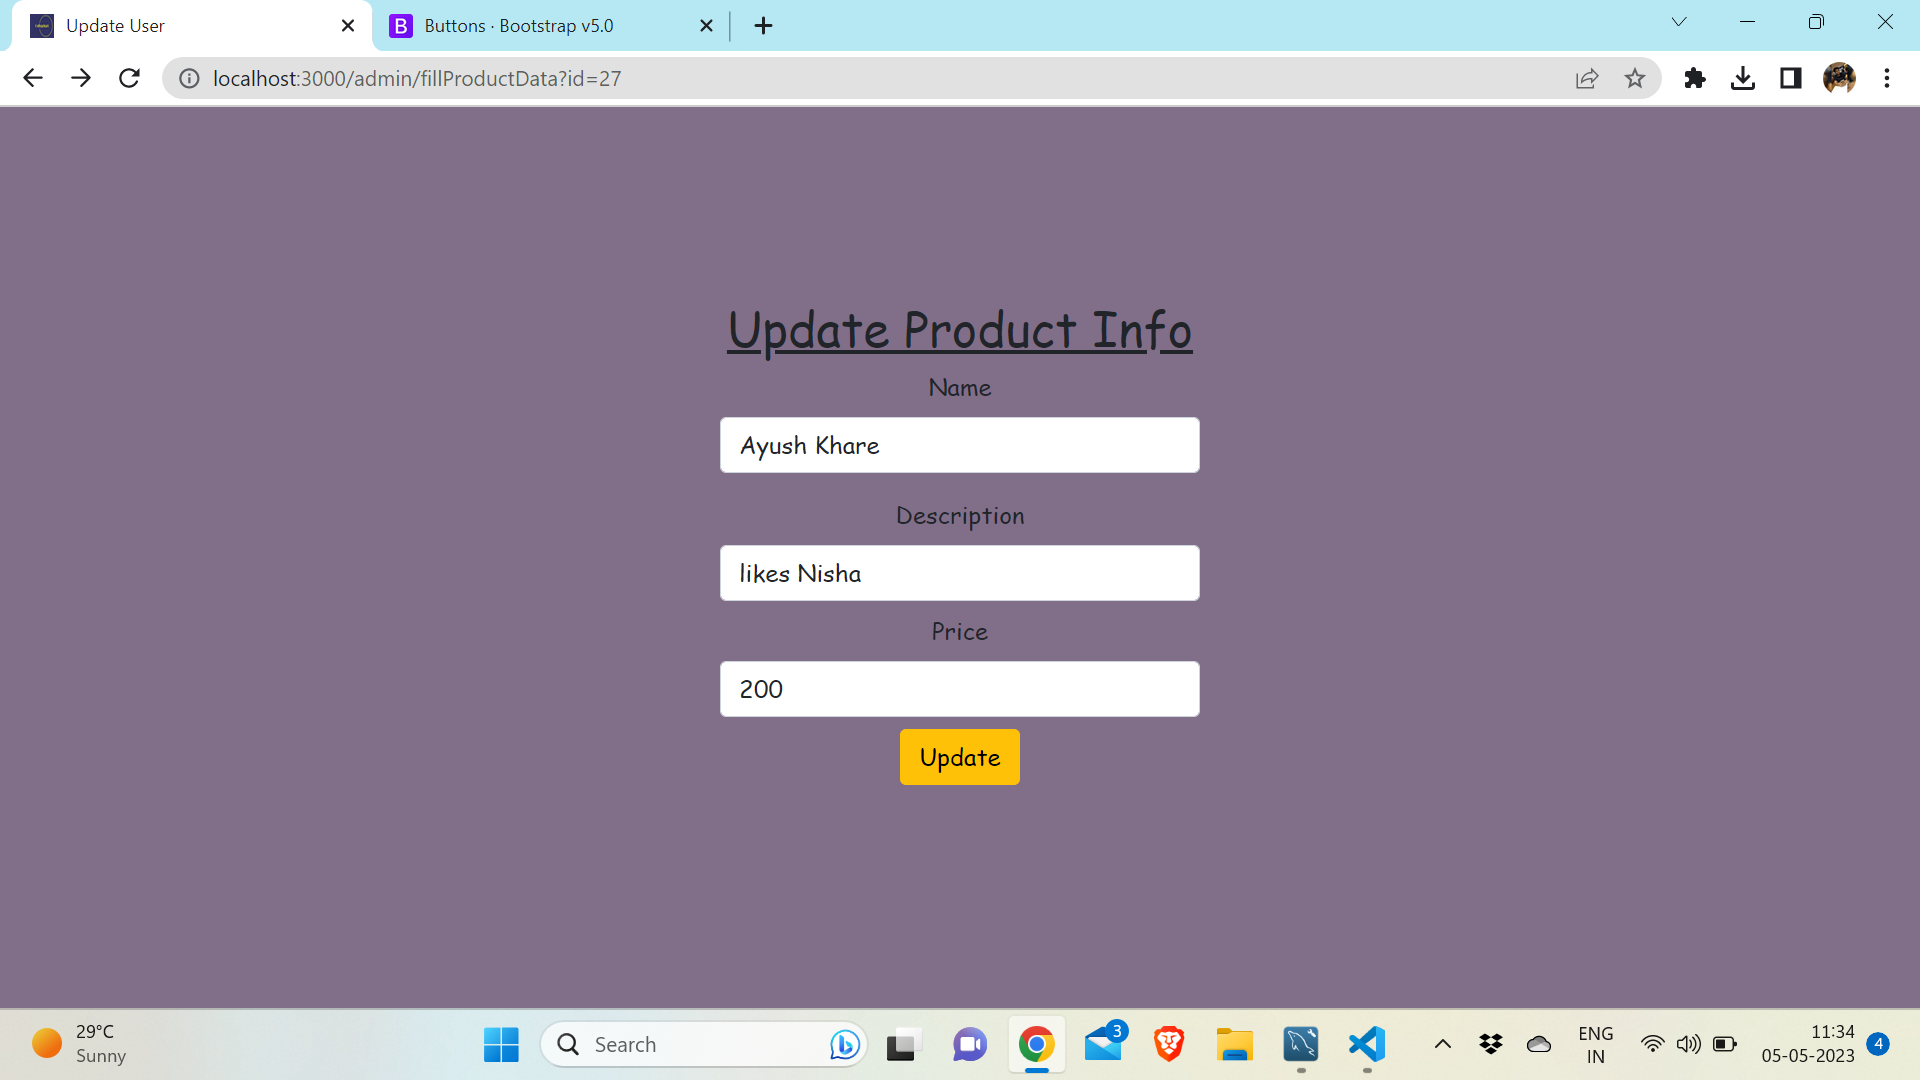 Update User
Buttons · Bootstrap v5.0
localhost:3000/admin/fillProductData?id=27
Update Product Info
Name
Ayush Khare
Description
likes Nisha
Price
200
Update
29°C
Sunny
Search
3
ENG
IN
11:34
05-05-2023
4